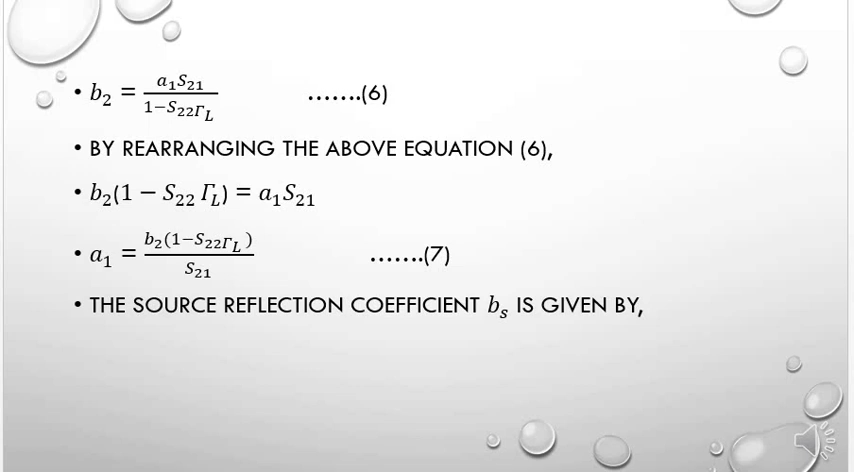 • b₂ = a₁S₂₁ / 1−S₂₂Γ_L .......(6)
• BY REARRANGING THE ABOVE EQUATION (6),
• b₂(1 − S₂₂ Γ_L) = a₁S₂₁
• a₁ = b₂(1−S₂₂Γ_L ) / S₂₁ .......(7)
• THE SOURCE REFLECTION COEFFICIENT bₛ IS GIVEN BY,